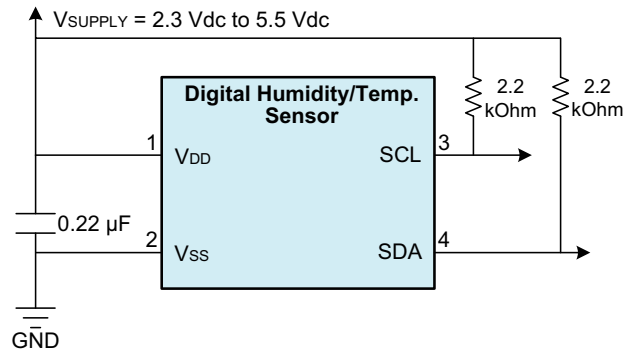 VSUPPLY = 2.3 Vdc to 5.5 Vdc
Digital Humidity/Temp.
Sensor
2.2
kOhm
2.2
kOhm
1
VDD
SCL
3
0.22 µF
2
VSS
SDA
4
GND